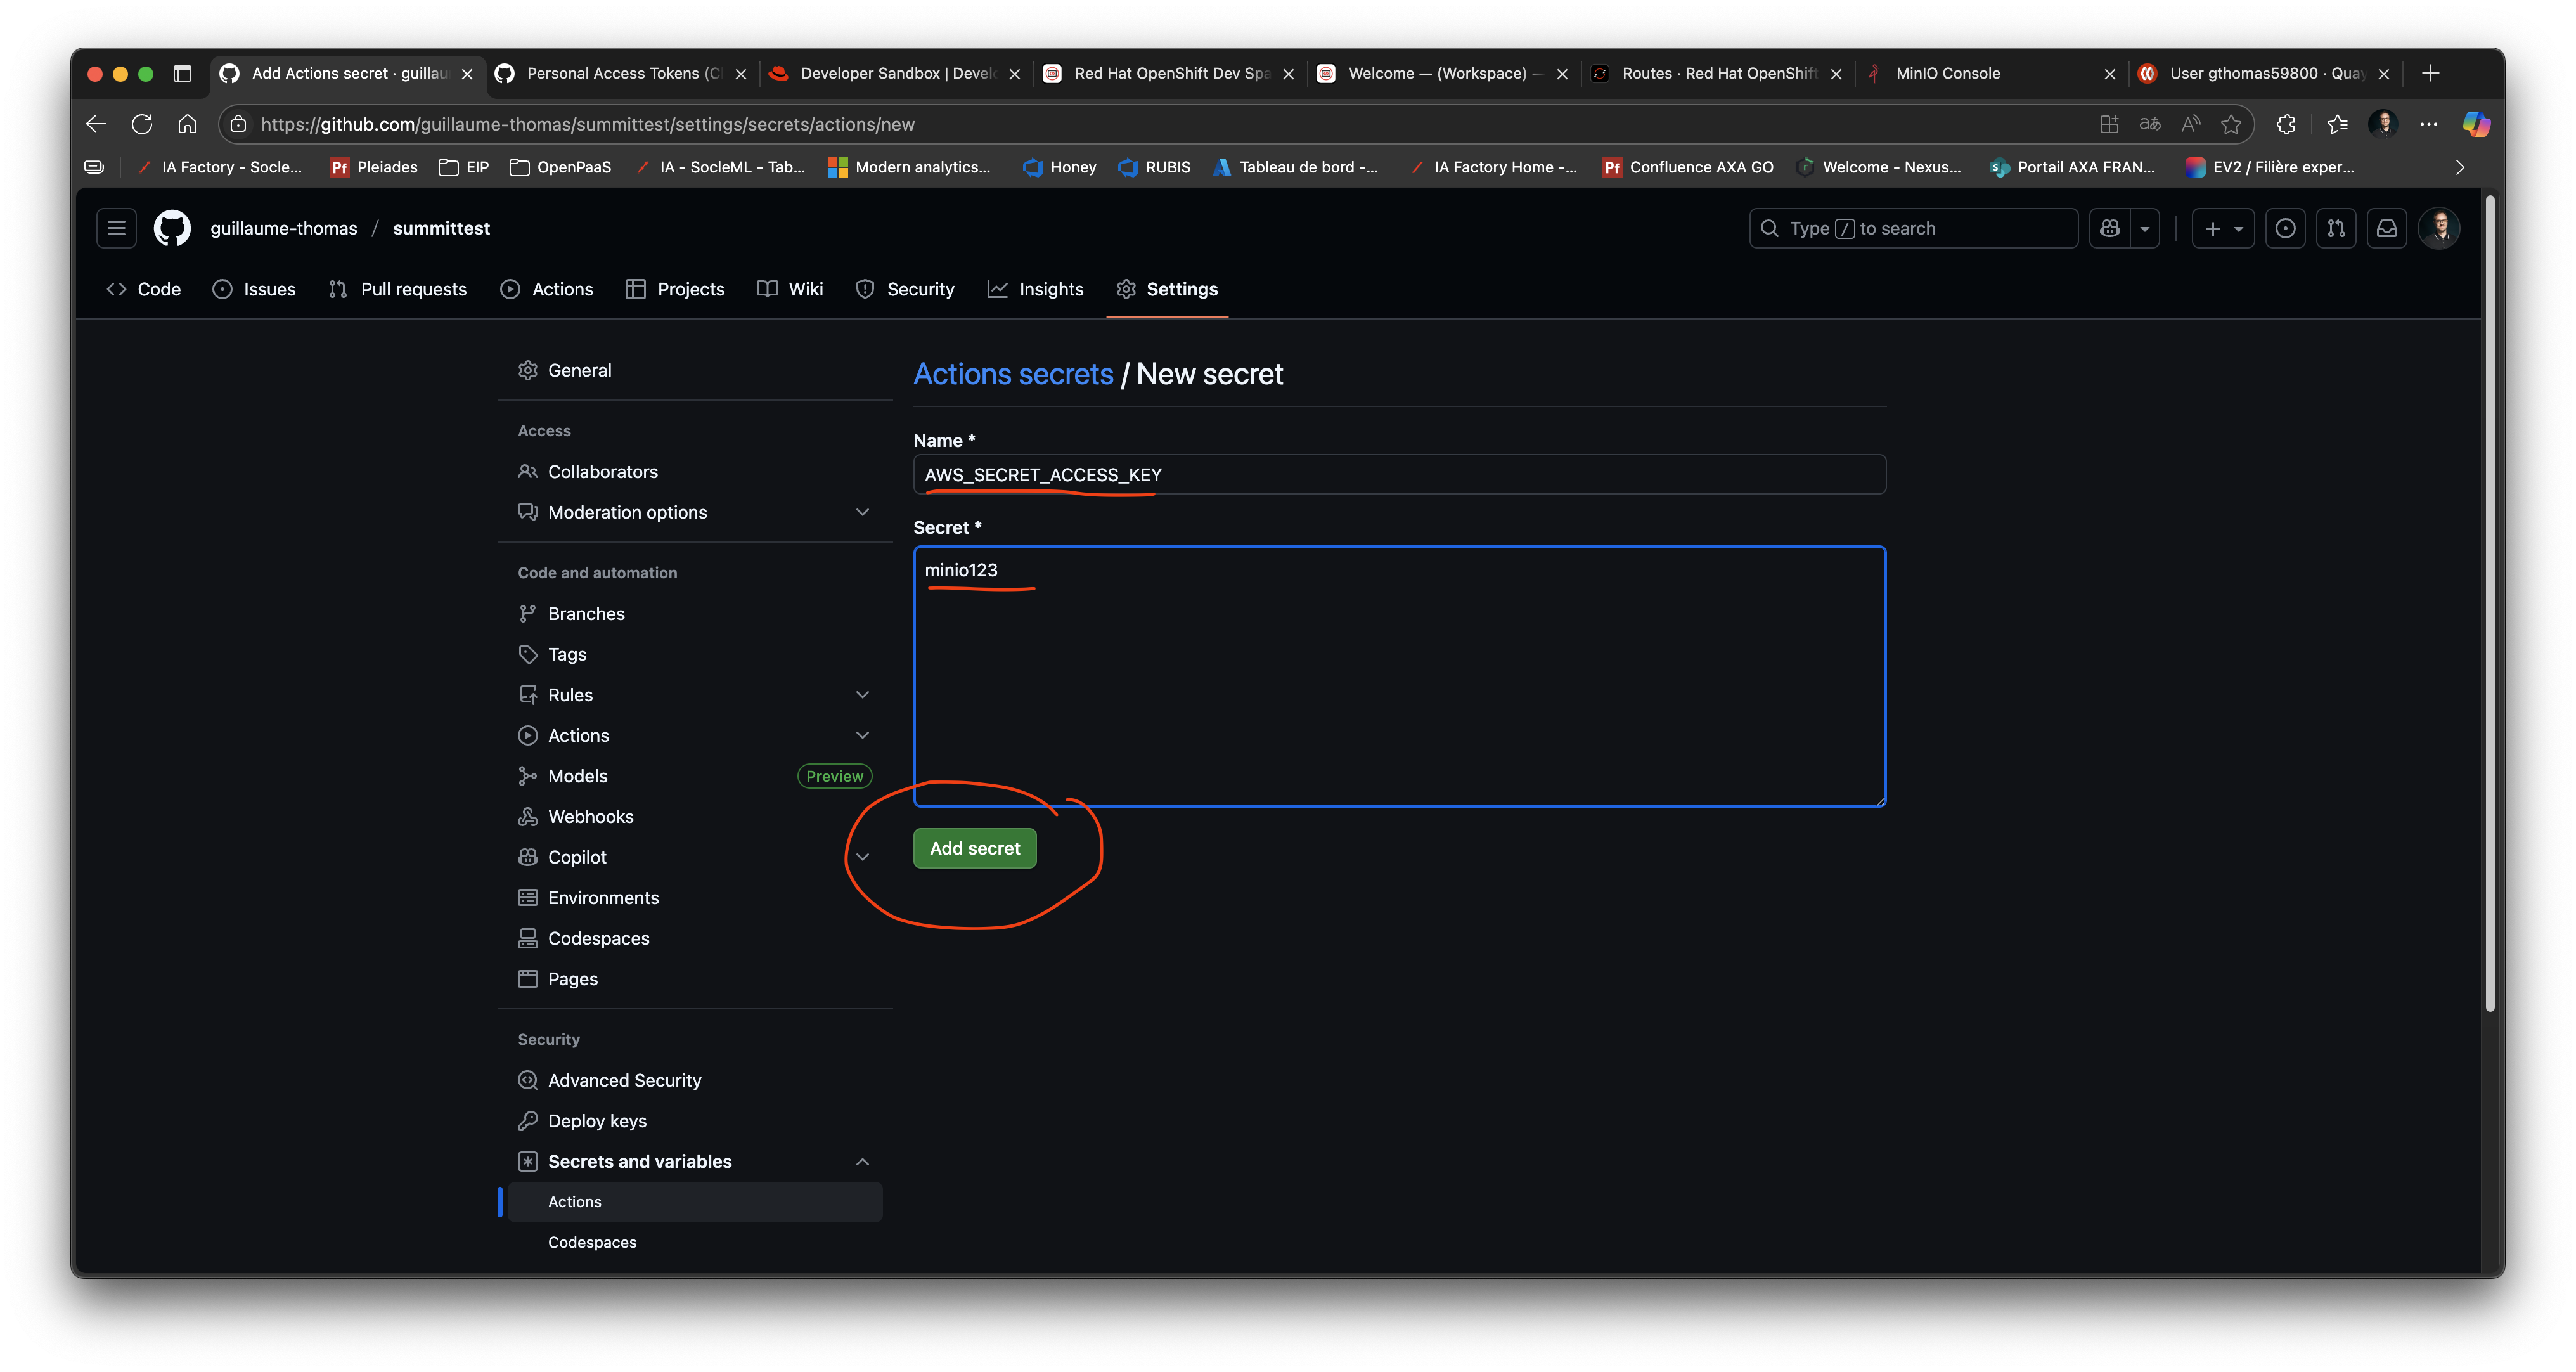 Add Actions secret · guillau
Personal Access Tokens (Cl
Developer Sandbox | Develo
Red Hat OpenShift Dev Spa
Welcome — (Workspace) —
Routes · Red Hat OpenShift
MinIO Console
User gthomas59800 · Quay
https://github.com/guillaume-thomas/summittest/settings/secrets/actions/new
IA Factory - Socle...
Pleiades
EIP
OpenPaaS
IA - SocleML - Tab...
Modern analytics...
Honey
RUBIS
Tableau de bord -...
IA Factory Home -...
Confluence AXA GO
Welcome - Nexus...
Portail AXA FRAN...
EV2 / Filière exper...
guillaume-thomas / summittest
Type / to search
Code
Issues
Pull requests
Actions
Projects
Wiki
Security
Insights
Settings
General
Access
Collaborators
Moderation options
Code and automation
Branches
Tags
Rules
Actions
Models
Preview
Webhooks
Copilot
Environments
Codespaces
Pages
Security
Advanced Security
Deploy keys
Secrets and variables
Actions
Codespaces
Actions secrets / New secret
Name *
AWS_SECRET_ACCESS_KEY
Secret *
minio123
Add secret